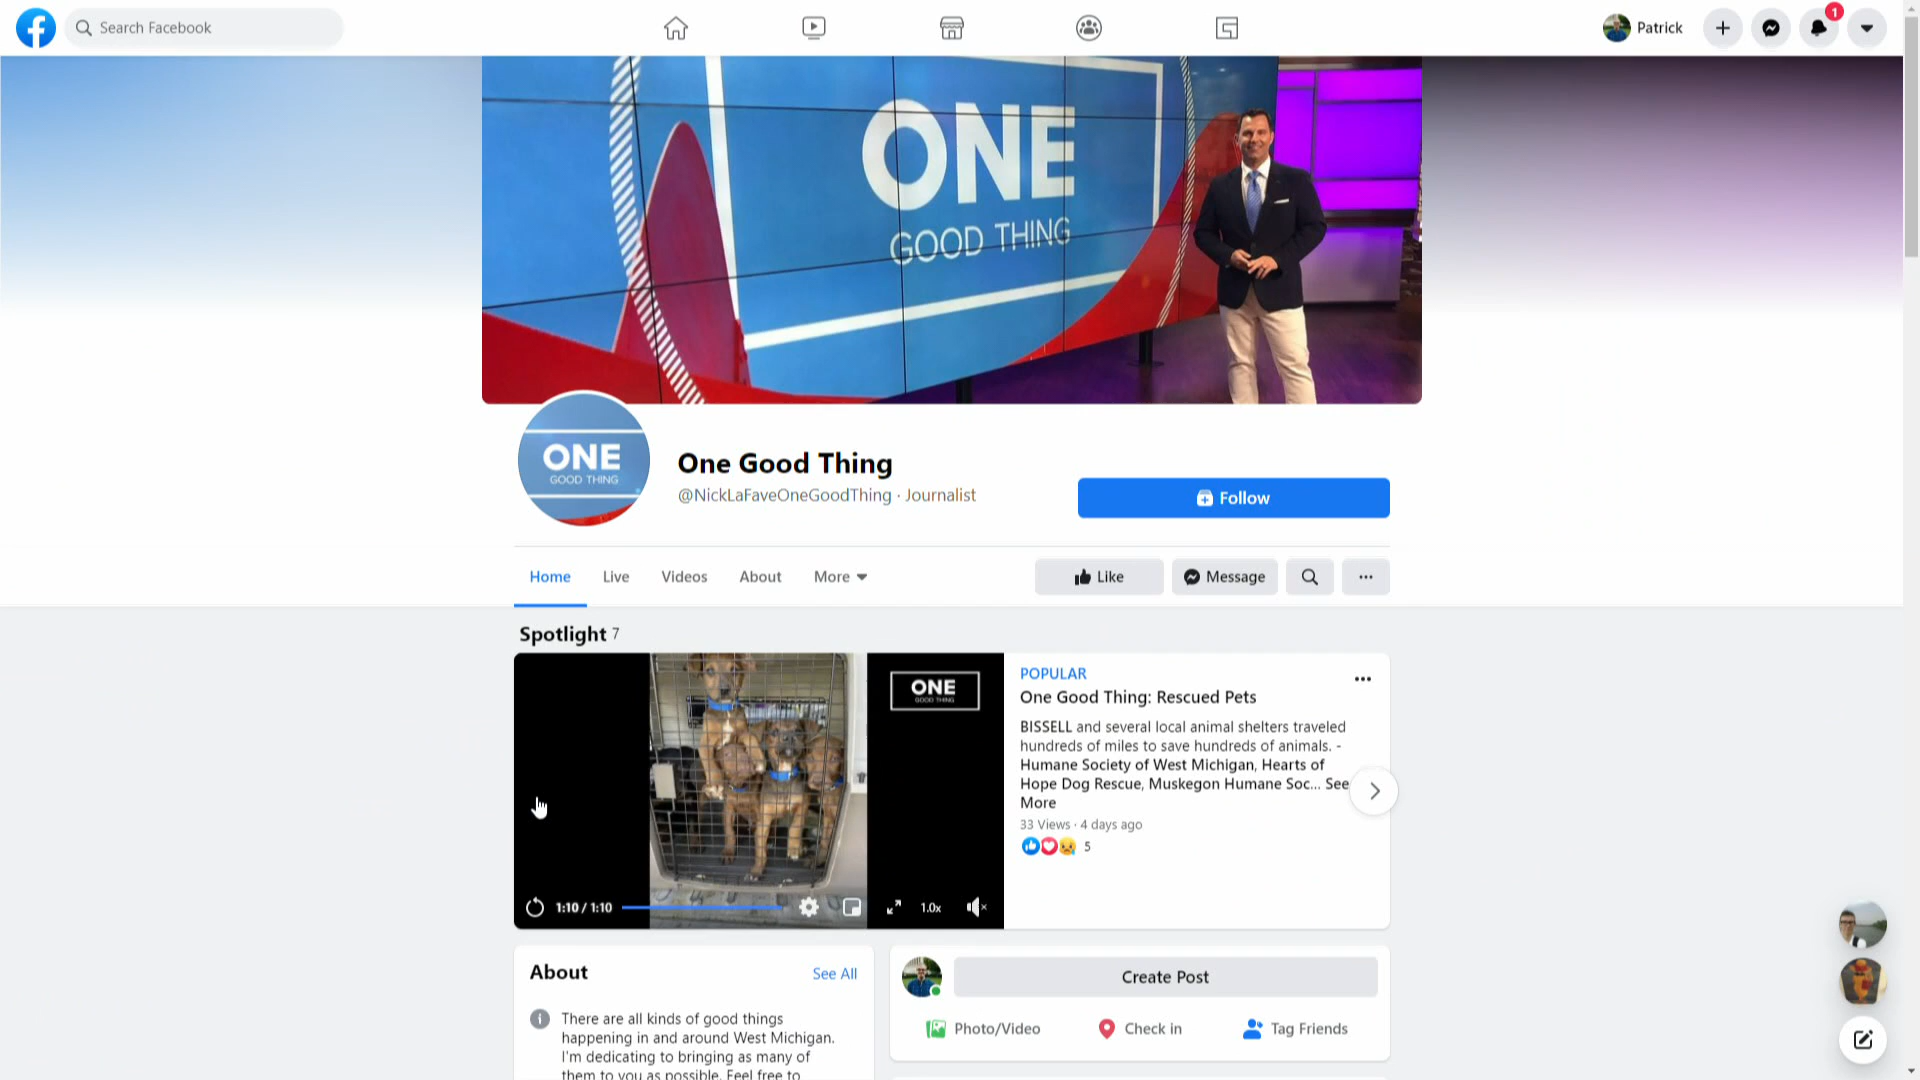 Search Facebook
Patrick
1
ONE
GOOD THING
ONE
GOOD THING
One Good Thing
@NickLaFaveOneGoodThing · Journalist
Follow
Home
Live
Videos
About
More
Like
Message
Spotlight 7
ONE
GOOD THING
1:10 / 1:10
1.0x
POPULAR
One Good Thing: Rescued Pets
BISSELL and several local animal shelters traveled
hundreds of miles to save hundreds of animals. -
Humane Society of West Michigan, Hearts of
Hope Dog Rescue, Muskegon Humane Soc... See
More
33 Views · 4 days ago
5
About
See All
There are all kinds of good things
happening in and around West Michigan.
I'm dedicating to bringing as many of
them to you as possible. Feel free to
Create Post
Photo/Video
Check in
Tag Friends